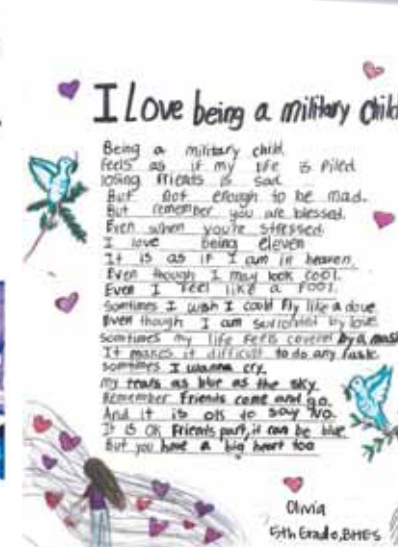 I Love being a military child
Being a military child.
feels as if my life is piled.
losing friends is sad.
But not enough to be mad.
But remember you are blessed.
Even when you're stressed.
I love being eleven
It is as if I am in heaven.
Even though I may look cool.
Even I feel like a fool.
Somtimes I wish I could fly like a dove
Even though I am surronted by love
somtimes my life feels covered by a mask
It makes it difficult to do any task.
somtimes I wanna cry.
my tears as blue as the sky.
Remember Friends come and go.
And it is ok to say No.
It is OK Friends part, it can be blue.
But you have a big heart too
Olivia
5th Grade, BHES